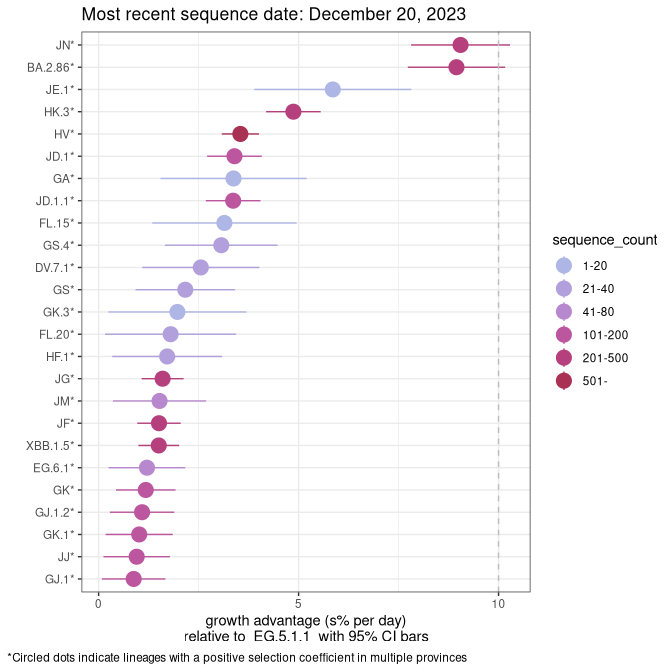 Most recent sequence date: December 20, 2023
JN*
BA.2.86*
JE.1*
HK.3*
HV*
JD.1*
GA*
JD.1.1*
FL.15*
GS.4*
DV.7.1*
GS*
GK.3*
FL.20*
HF.1*
JG*
JM*
JF*
XBB.1.5*
EG.6.1*
GK*
GJ.1.2*
GK.1*
JJ*
GJ.1*
0 5 10
growth advantage (s% per day)
relative to EG.5.1.1 with 95% CI bars
sequence_count
1-20
21-40
41-80
101-200
201-500
501-
*Circled dots indicate lineages with a positive selection coefficient in multiple provinces